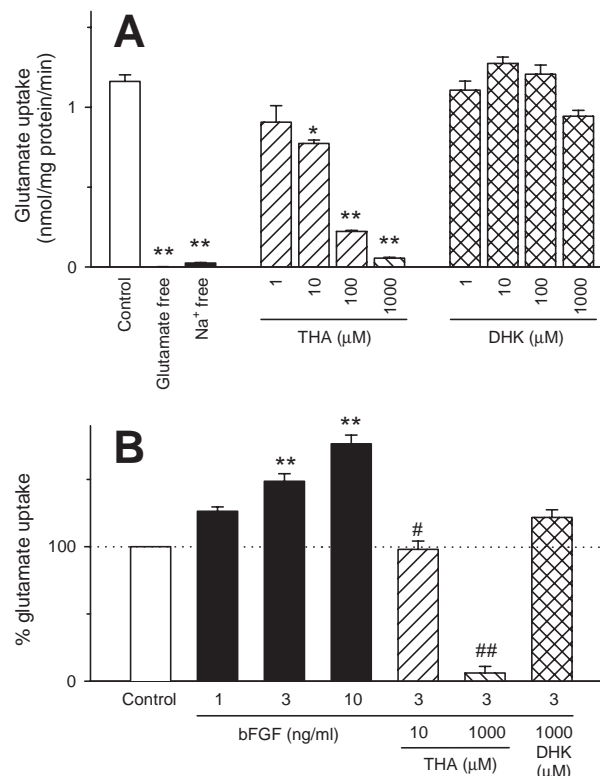 A
Glutamate uptake
(nmol/mg protein/min)
1
0
**
**
*
**
**
Control
Glutamate free
Na+ free
1
10
100
1000
1
10
100
1000
THA (μM)
DHK (μM)
B
% glutamate uptake
100
0
**
**
#
##
Control
1
3
10
3
3
3
bFGF (ng/ml)
10
1000
1000
THA (μM)
DHK
(μM)